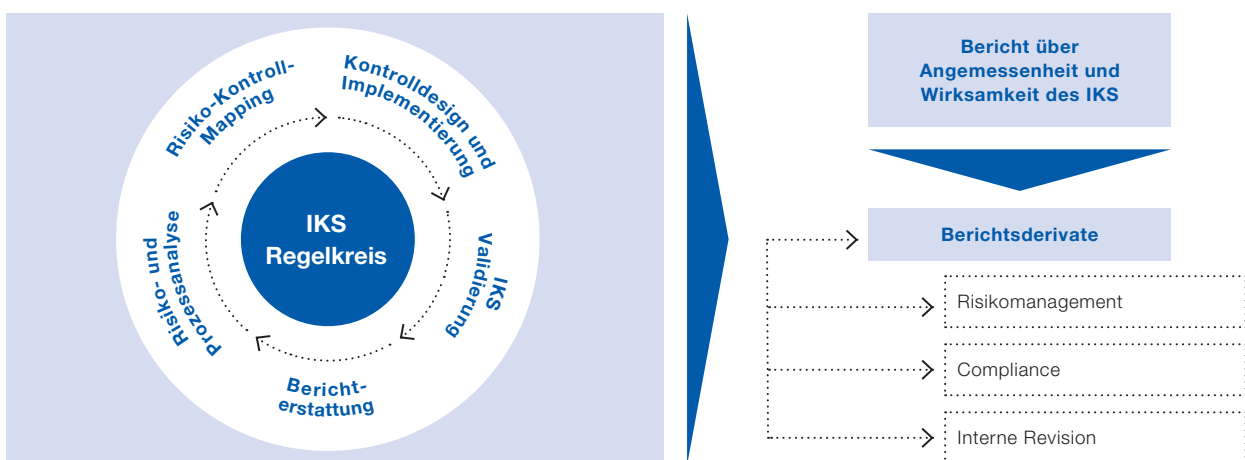 Risiko-Kontroll-
Mapping
Kontrolldesign und
Implementierung
IKS
Validierung
Bericht-
erstattung
Risiko- und
Prozessanalyse
IKS
Regelkreis
Bericht über
Angemessenheit und
Wirksamkeit des IKS
Berichtsderivate
Risikomanagement
Compliance
Interne Revision